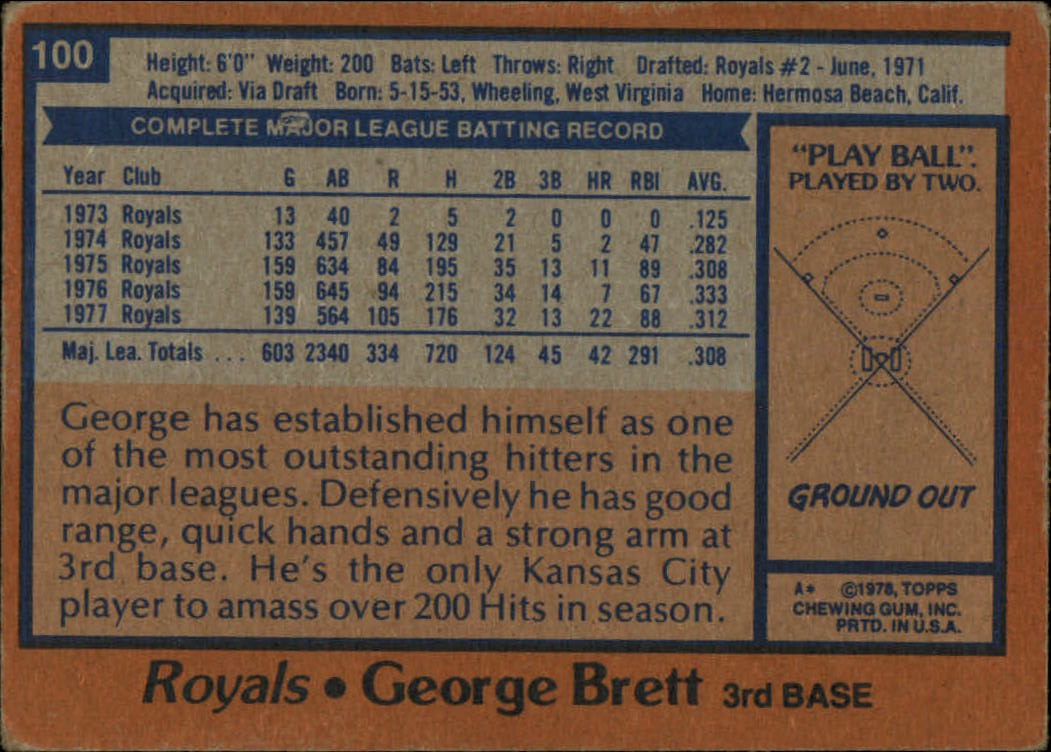 100
Height: 6'0" Weight: 200 Bats: Left Throws: Right Drafted: Royals #2 - June, 1971
Acquired: Via Draft Born: 5-15-53, Wheeling, West Virginia Home: Hermosa Beach, Calif.
COMPLETE MAJOR LEAGUE BATTING RECORD
Year Club G AB R H 2B 3B HR RBI AVG.
1973 Royals 13 40 2 5 2 0 0 0 .125
1974 Royals 133 457 49 129 21 5 2 47 .282
1975 Royals 159 634 84 195 35 13 11 89 .308
1976 Royals 159 645 94 215 34 14 7 67 .333
1977 Royals 139 564 105 176 32 13 22 88 .312
Maj. Lea. Totals ... 603 2340 334 720 124 45 42 291 .308
George has established himself as one
of the most outstanding hitters in the
major leagues. Defensively he has good
range, quick hands and a strong arm at
3rd base. He's the only Kansas City
player to amass over 200 Hits in season.
"PLAY BALL".
PLAYED BY TWO.
GROUND OUT
A* ©1978, TOPPS
CHEWING GUM, INC.
PRTD. IN U.S.A.
Royals • George Brett 3rd BASE